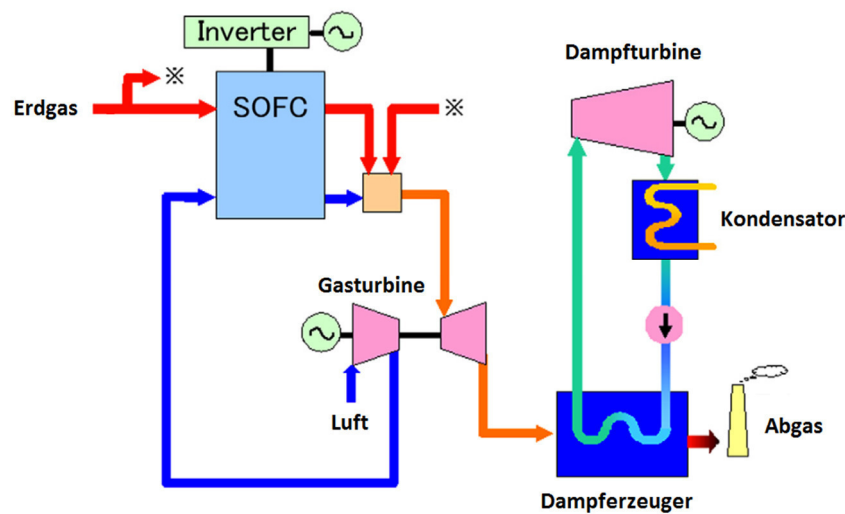 Inverter
Dampfturbine
※
Erdgas
SOFC
※
Kondensator
Gasturbine
Luft
Abgas
Dampferzeuger